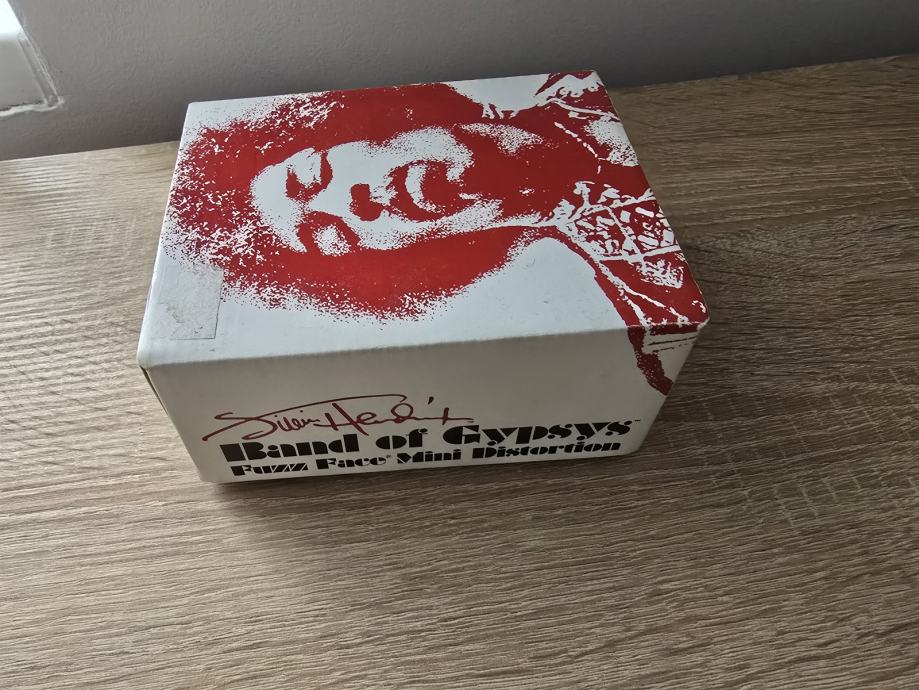 Jimi Hendrix
Band of Gypsys™
Fuzz Face® Mini Distortion